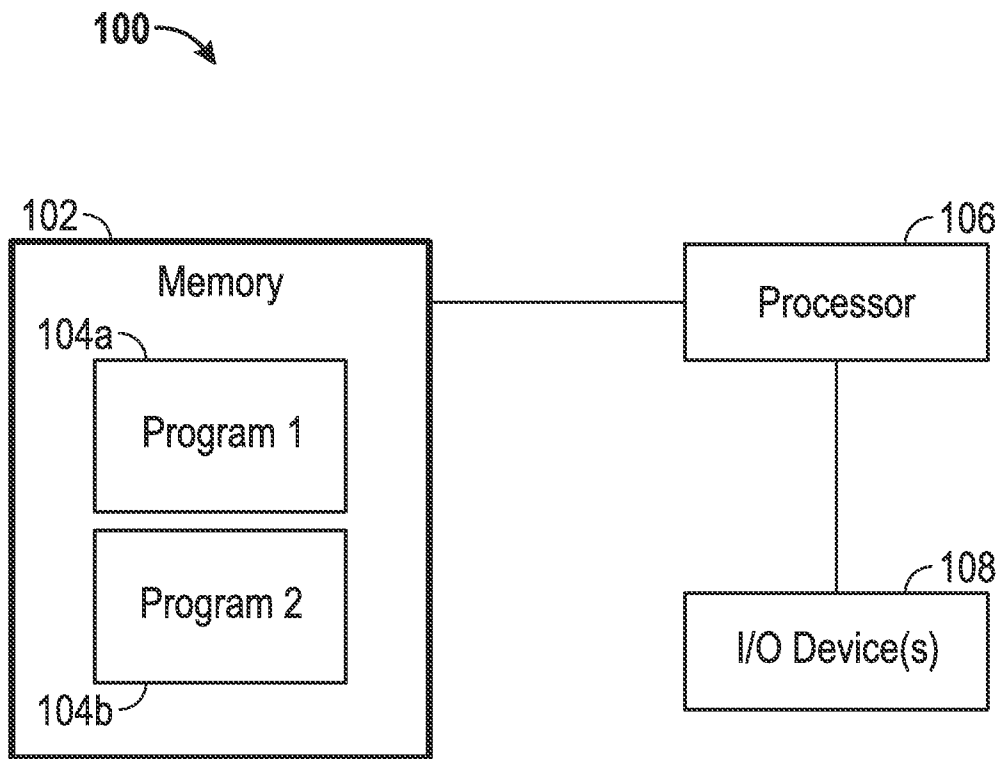 100
102
106
Memory
Processor
104a
Program 1
Program 2
108
I/O Device(s)
104b